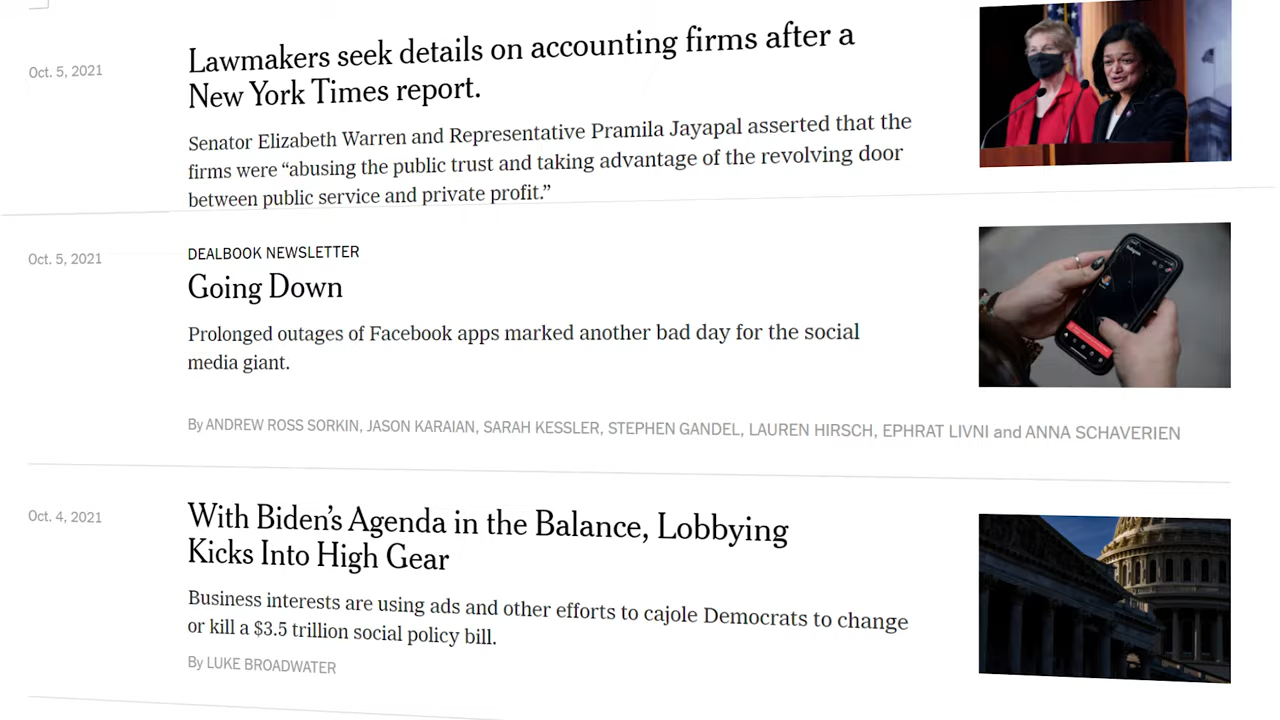 Oct. 5, 2021
Lawmakers seek details on accounting firms after a
New York Times report.
Senator Elizabeth Warren and Representative Pramila Jayapal asserted that the
firms were “abusing the public trust and taking advantage of the revolving door
between public service and private profit.”
Oct. 5, 2021
DEALBOOK NEWSLETTER
Going Down
Prolonged outages of Facebook apps marked another bad day for the social
media giant.
By ANDREW ROSS SORKIN, JASON KARAIAN, SARAH KESSLER, STEPHEN GANDEL, LAUREN HIRSCH, EPHRAT LIVNI and ANNA SCHAVERIEN
Oct. 4, 2021
With Biden’s Agenda in the Balance, Lobbying
Kicks Into High Gear
Business interests are using ads and other efforts to cajole Democrats to change
or kill a $3.5 trillion social policy bill.
By LUKE BROADWATER